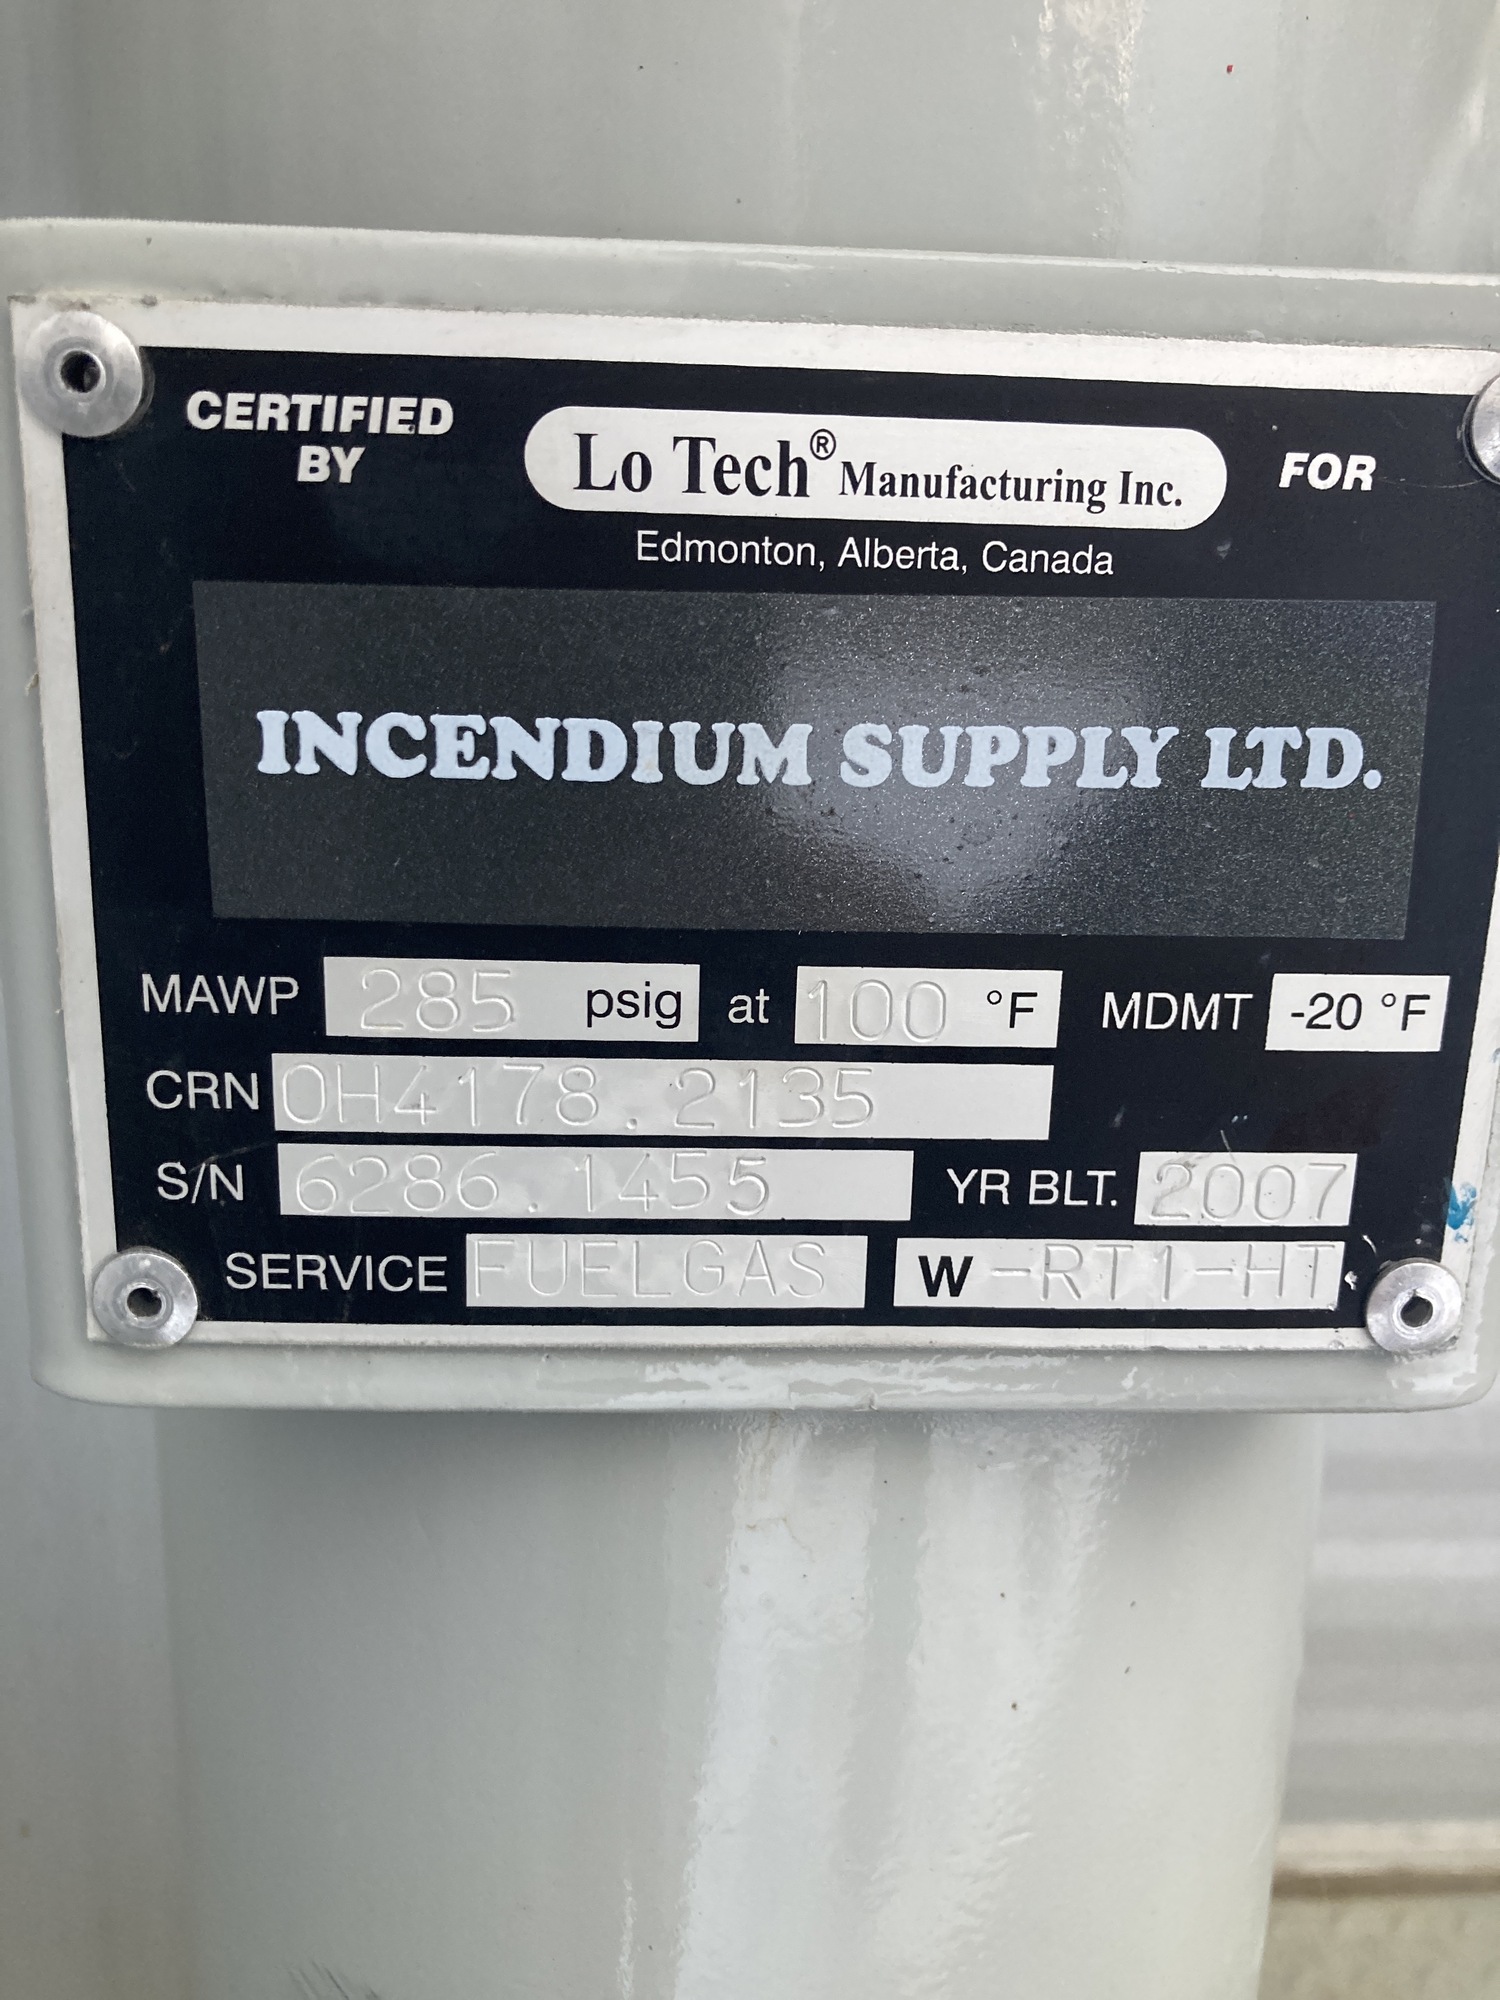 CERTIFIED BY
Lo Tech® Manufacturing Inc.
FOR
Edmonton, Alberta, Canada
INCENDIUM SUPPLY LTD.
MAWP 285 psig at 100 °F MDMT -20 °F
CRN 0H4178.2135
S/N 6286.1455 YR BLT. 2007
SERVICE FUELGAS W-RT1-HT